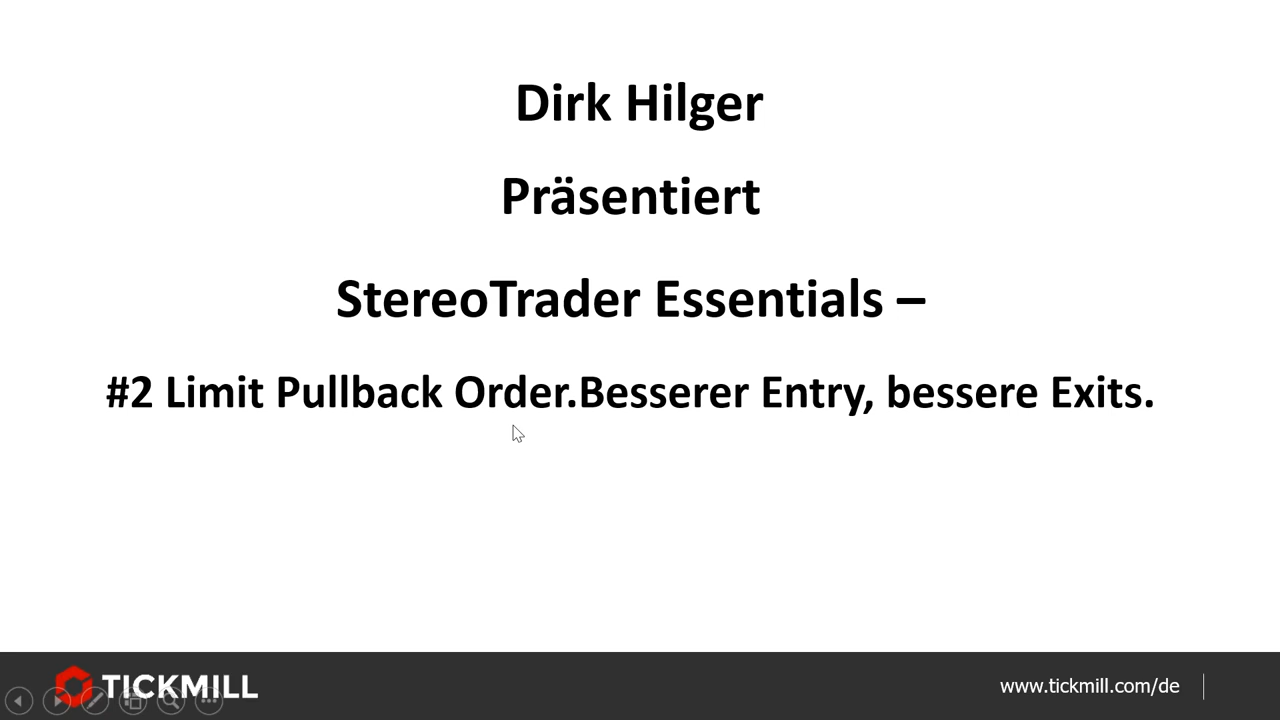 Dirk Hilger
Präsentiert
StereoTrader Essentials –
#2 Limit Pullback Order.Besserer Entry, bessere Exits.
TICKMILL
www.tickmill.com/de